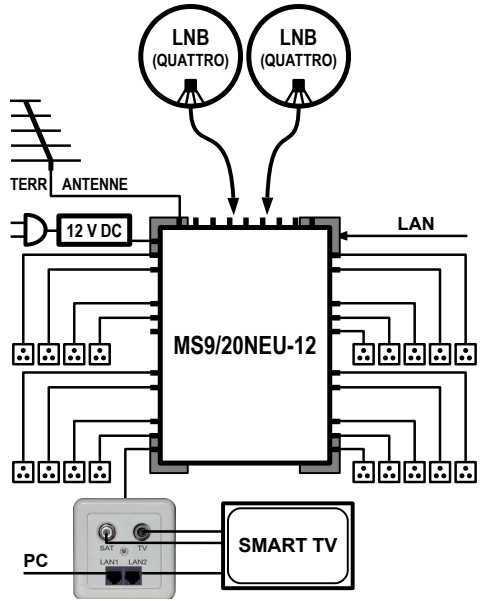 LNB
(QUATTRO)
LNB
(QUATTRO)
TERR ANTENNE
12 V DC
LAN
MS9/20NEU-12
SAT TV
LAN1 LAN2
PC
SMART TV